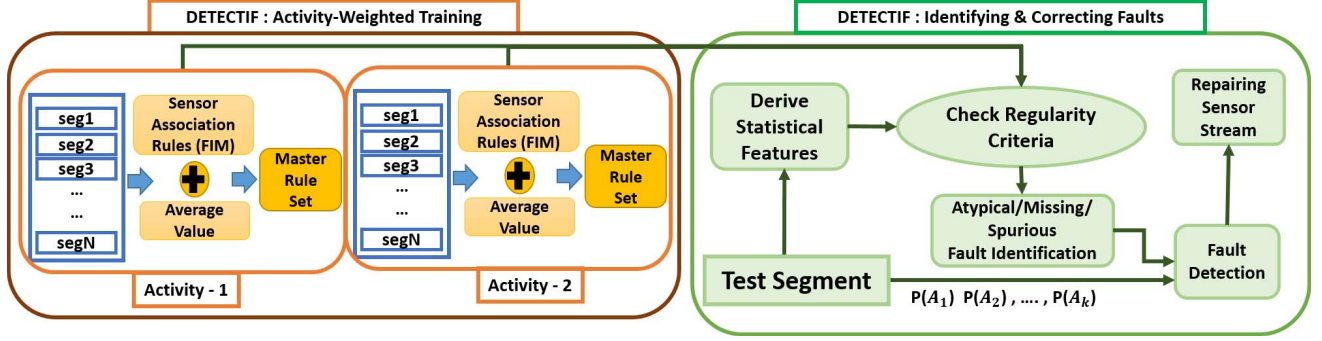 DETECTIF : Activity-Weighted Training
seg1
seg2
seg3
...
...
segN
Sensor
Association
Rules (FIM)
Average
Value
Master
Rule
Set
Activity - 1
seg1
seg2
seg3
...
...
segN
Sensor
Association
Rules (FIM)
Average
Value
Master
Rule
Set
Activity - 2
DETECTIF : Identifying & Correcting Faults
Derive
Statistical
Features
Check Regularity
Criteria
Repairing
Sensor
Stream
Atypical/Missing/
Spurious
Fault Identification
Fault
Detection
Test Segment
P(A₁) P(A₂) , .... , P(Aₖ)